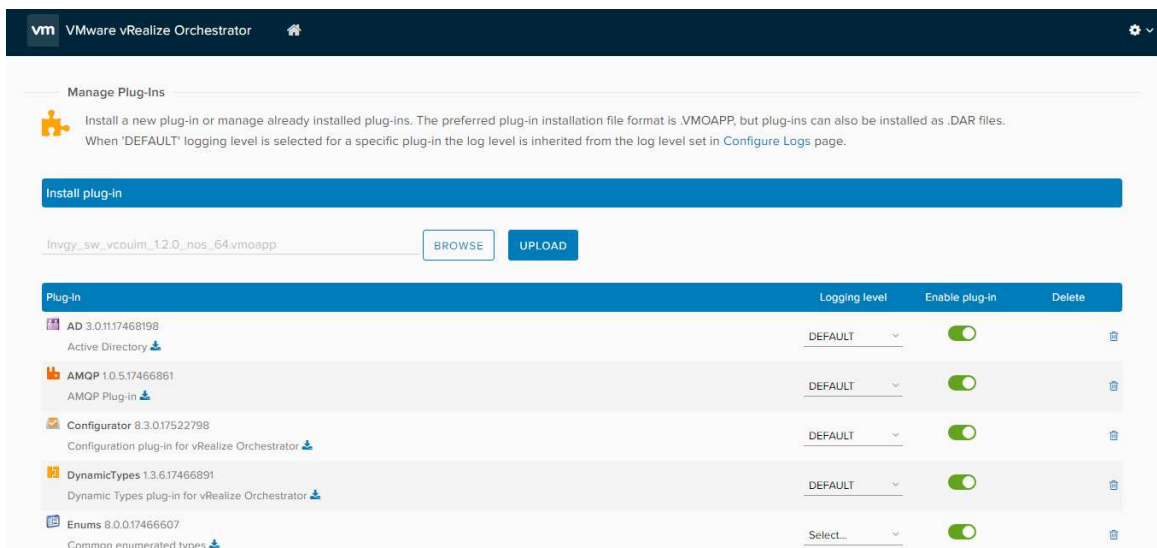 vm VMware vRealize Orchestrator
Manage Plug-Ins
Install a new plug-in or manage already installed plug-ins. The preferred plug-in installation file format is .VMOAPP, but plug-ins can also be installed as .DAR files.
When 'DEFAULT' logging level is selected for a specific plug-in the log level is inherited from the log level set in Configure Logs page.
Install plug-in
lnvgy_sw_vcouim_1.2.0_nos_64.vmoapp BROWSE UPLOAD
Plug-In Logging level Enable plug-in Delete
AD 3.0.11.17468198
Active Directory
DEFAULT
AMQP 1.0.5.17466861
AMQP Plug-in
DEFAULT
Configurator 8.3.0.17522798
Configuration plug-in for vRealize Orchestrator
DEFAULT
DynamicTypes 1.3.6.17466891
Dynamic Types plug-in for vRealize Orchestrator
DEFAULT
Enums 8.0.0.17466607
Common enumerated types
Select...